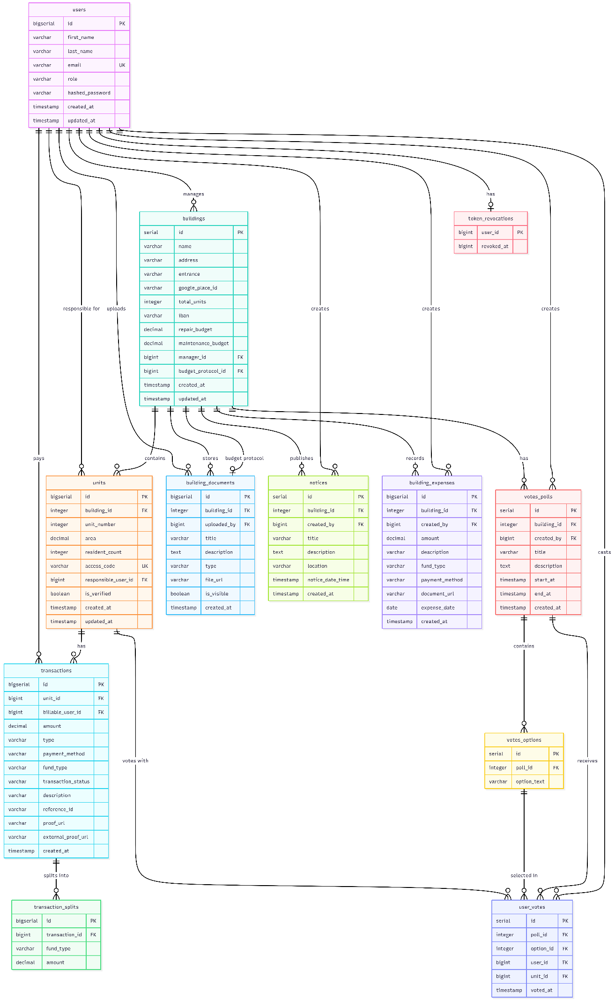 users
bigserial id PK
varchar first_name
varchar last_name
varchar email UK
varchar role
varchar hashed_password
timestamp created_at
timestamp updated_at
manages
has
buildings
serial id PK
varchar name
varchar address
varchar entrance
varchar google_place_id
integer total_units
varchar iban
decimal repair_budget
decimal maintenance_budget
bigint manager_id FK
bigint budget_protocol_id FK
timestamp created_at
timestamp updated_at
token_revocations
bigint user_id PK
bigint revoked_at
responsible for
uploads
creates
creates
creates
pays
contains
stores
budget protocol
publishes
records
has
units
bigserial id PK
integer building_id FK
integer unit_number
decimal area
integer resident_count
varchar access_code UK
bigint responsible_user_id FK
boolean is_verified
timestamp created_at
timestamp updated_at
building_documents
bigserial id PK
integer building_id FK
bigint uploaded_by FK
varchar title
text description
varchar type
varchar file_url
boolean is_visible
timestamp created_at
notices
serial id PK
integer building_id FK
bigint created_by FK
varchar title
text description
varchar location
timestamp notice_date_time
timestamp created_at
building_expenses
bigserial id PK
integer building_id FK
bigint created_by FK
decimal amount
varchar description
varchar fund_type
varchar payment_method
varchar document_url
date expense_date
timestamp created_at
votes_polls
serial id PK
integer building_id FK
bigint created_by FK
varchar title
text description
timestamp start_at
timestamp end_at
timestamp created_at
casts
has
contains
transactions
bigserial id PK
bigint unit_id FK
bigint billable_user_id FK
decimal amount
varchar type
varchar payment_method
varchar fund_type
varchar transaction_status
varchar description
varchar reference_id
varchar proof_url
varchar external_proof_url
timestamp created_at
votes with
votes_options
serial id PK
integer poll_id FK
varchar option_text
receives
splits into
selected in
transaction_splits
bigserial id PK
bigint transaction_id FK
varchar fund_type
decimal amount
user_votes
serial id PK
integer poll_id FK
integer option_id FK
bigint user_id FK
bigint unit_id FK
timestamp voted_at